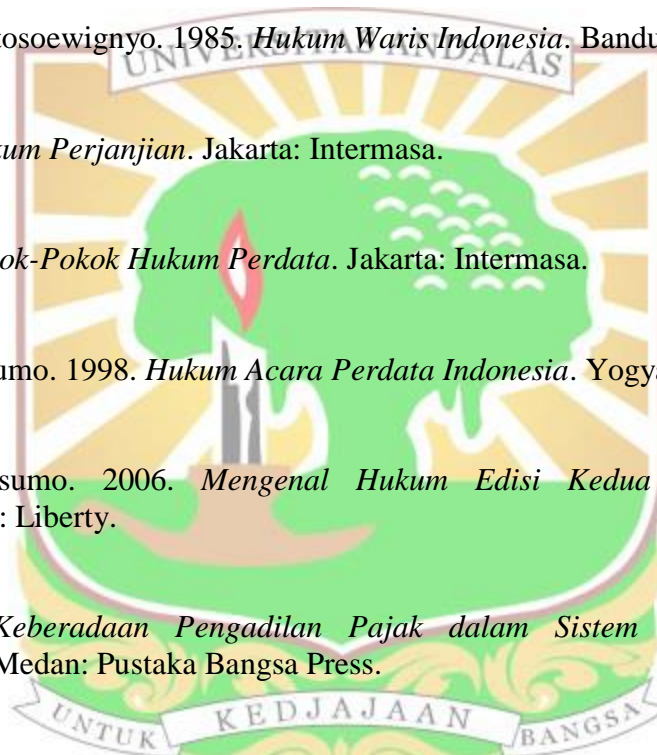 tosoewignyo. 1985. Hukum Waris Indonesia. Bandu
UNIVERSITAS ANDALAS
um Perjanjian. Jakarta: Intermasa.
ok-Pokok Hukum Perdata. Jakarta: Intermasa.
umo. 1998. Hukum Acara Perdata Indonesia. Yogya
sumo. 2006. Mengenal Hukum Edisi Kedua
: Liberty.
Keberadaan Pengadilan Pajak dalam Sistem
Medan: Pustaka Bangsa Press.
UNTUK KEDJAJAAN BANGSA